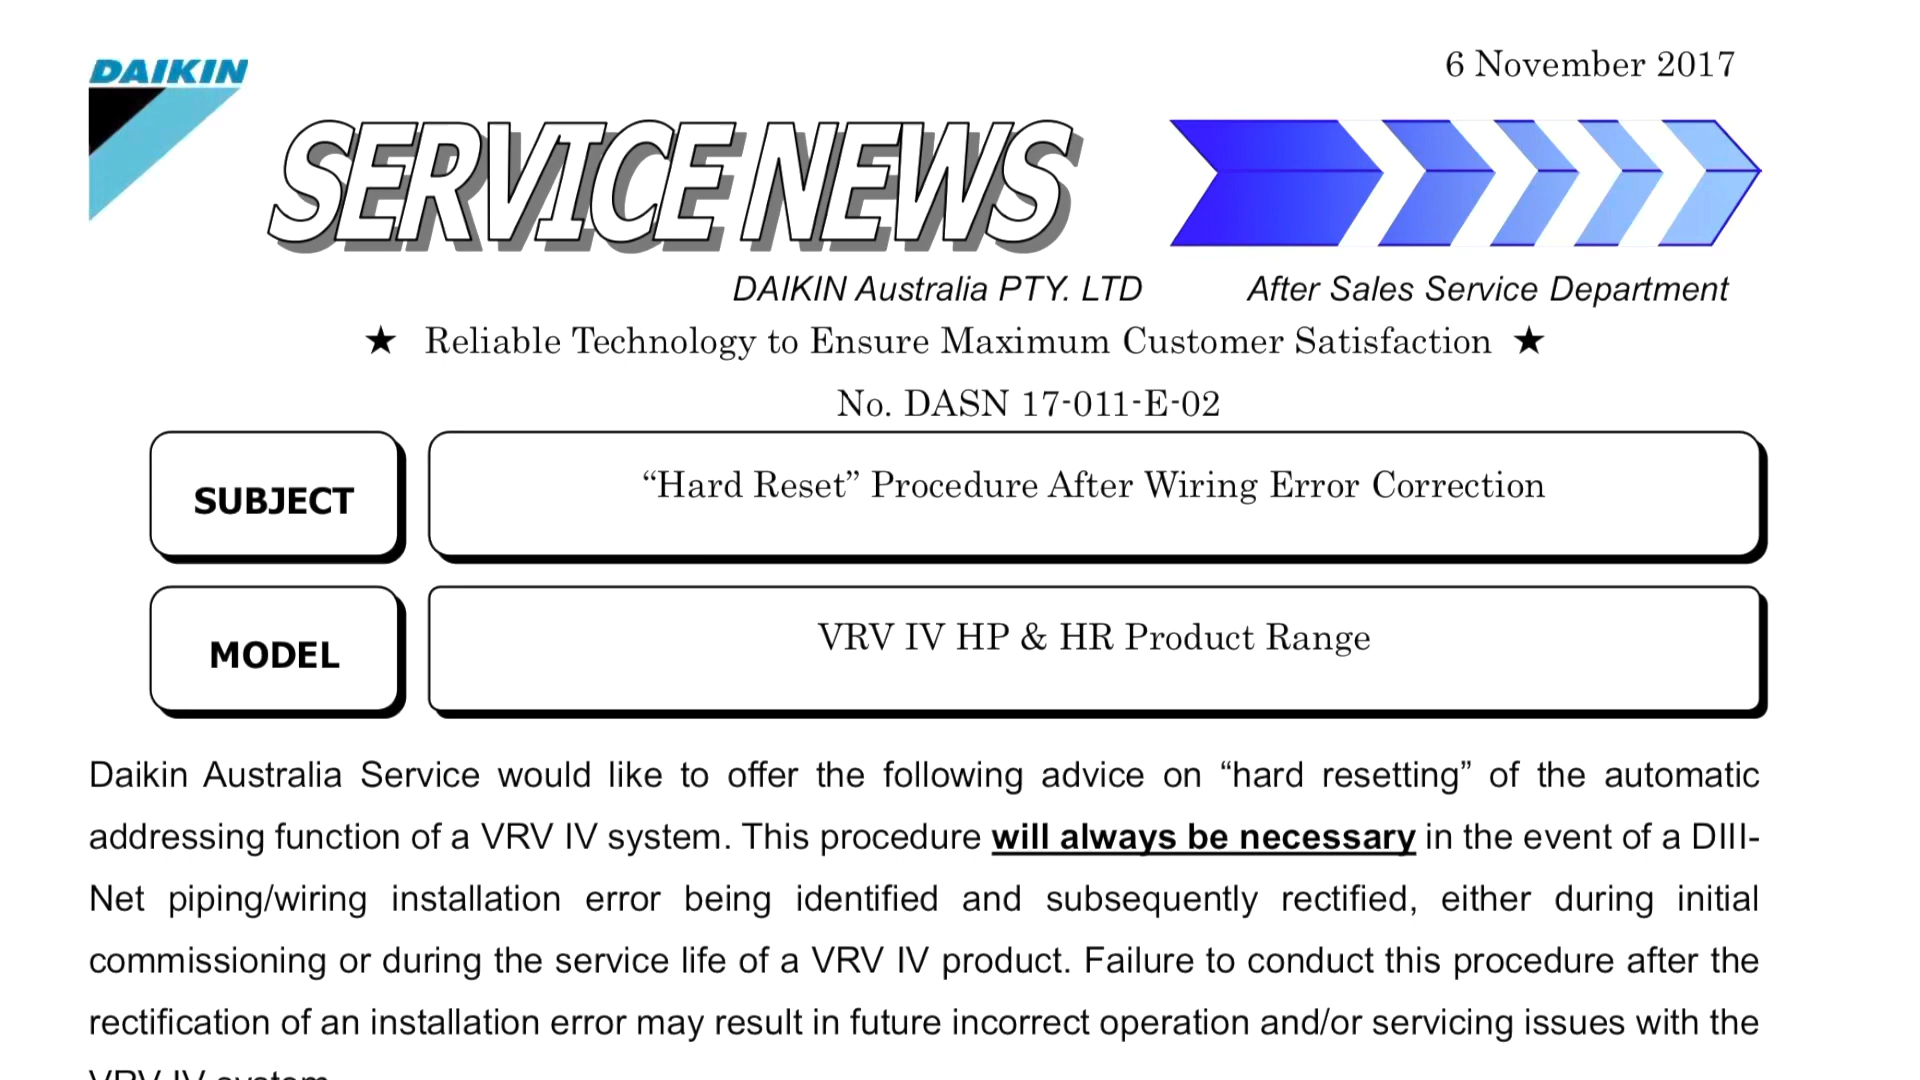 DAIKIN
6 November 2017
SERVICE NEWS
DAIKIN Australia PTY. LTD After Sales Service Department
★ Reliable Technology to Ensure Maximum Customer Satisfaction ★
No. DASN 17-011-E-02
SUBJECT
“Hard Reset” Procedure After Wiring Error Correction
MODEL
VRV IV HP & HR Product Range
Daikin Australia Service would like to offer the following advice on “hard resetting” of the automatic
addressing function of a VRV IV system. This procedure will always be necessary in the event of a DIII-
Net piping/wiring installation error being identified and subsequently rectified, either during initial
commissioning or during the service life of a VRV IV product. Failure to conduct this procedure after the
rectification of an installation error may result in future incorrect operation and/or servicing issues with the
VRV IV system